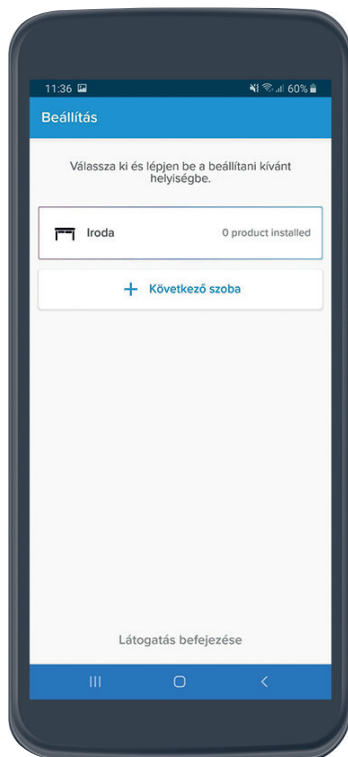 11:36 60%
Beállítás
Válassza ki és lépjen be a beállítani kívánt
helyiségbe.
Iroda 0 product installed
+ Következő szoba
Látogatás befejezése